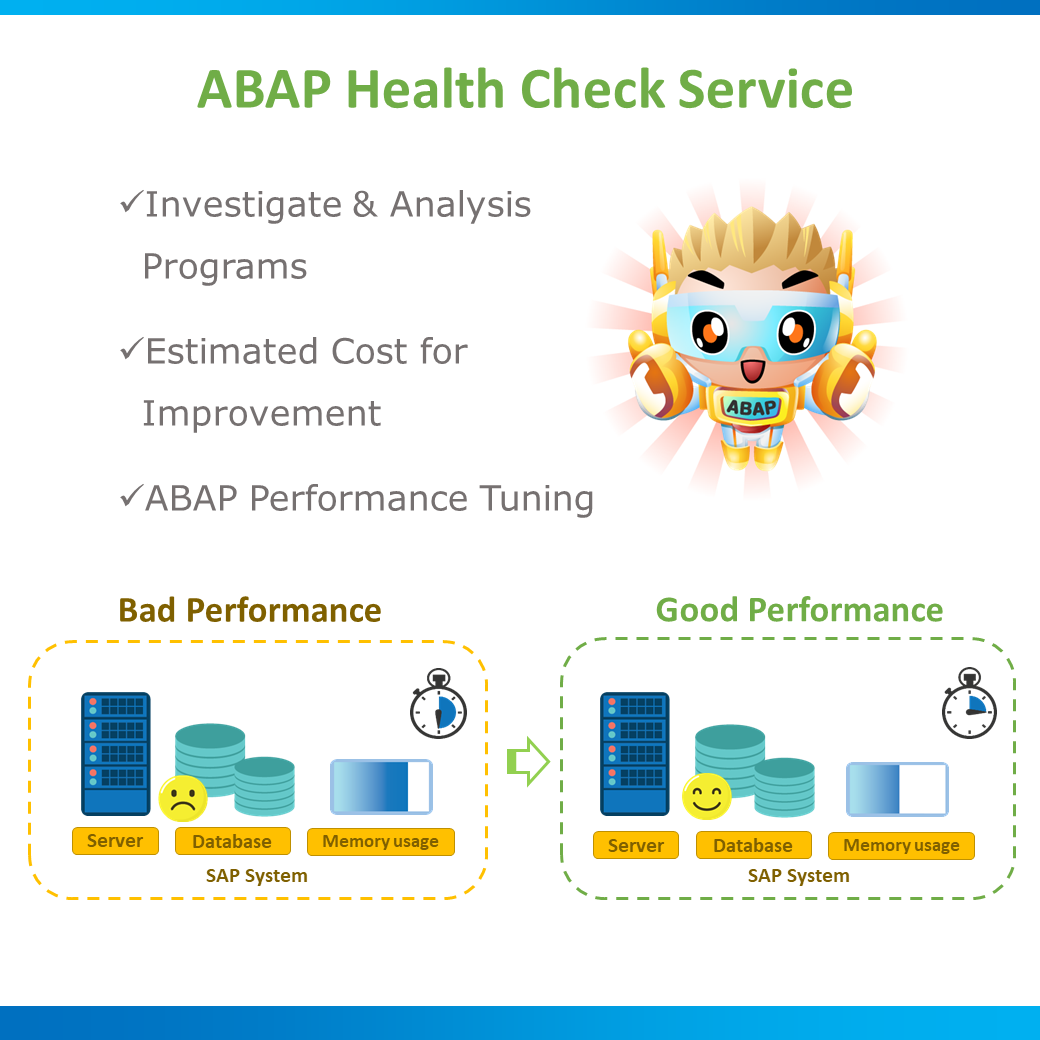 ABAP Health Check Service
✓Investigate & Analysis
Programs
✓Estimated Cost for
Improvement
✓ABAP Performance Tuning
ABAP
Bad Performance
Server
Database
Memory usage
SAP System
Good Performance
Server
Database
Memory usage
SAP System